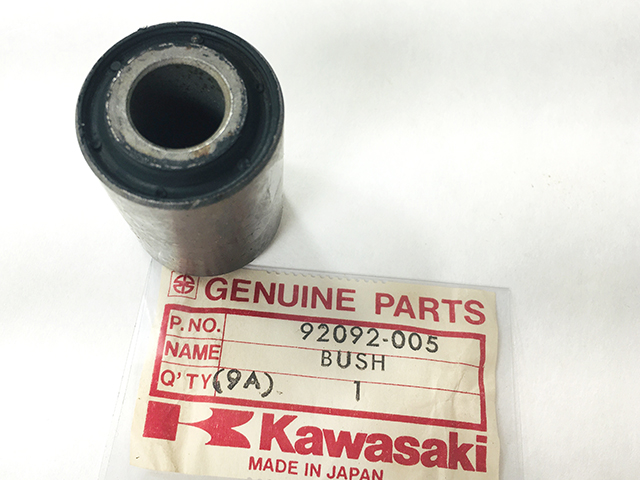 GENUINE PARTS
P.NO. 92092-005
NAME BUSH
Q'TY (9A) 1
Kawasaki
MADE IN JAPAN